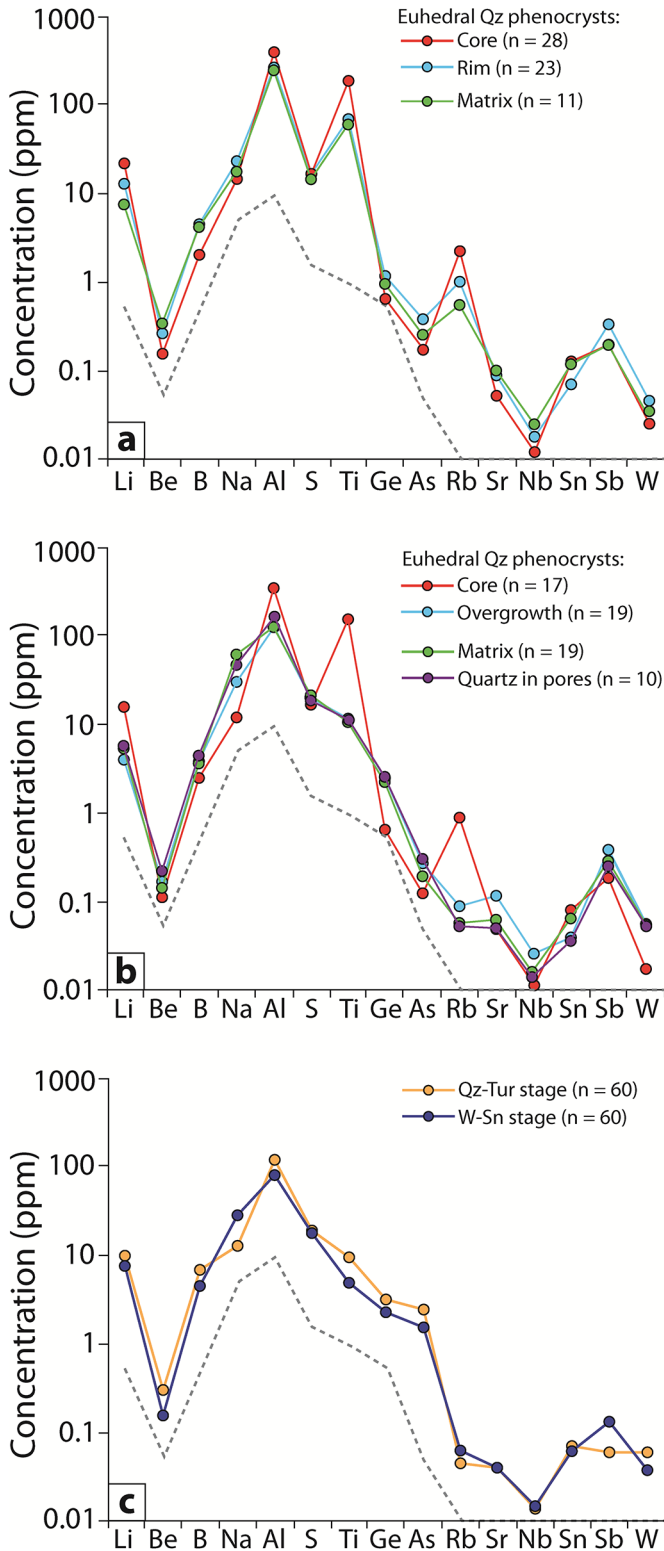 Euhedral Qz phenocrysts:
Core (n = 28)
Rim (n = 23)
Matrix (n = 11)
Concentration (ppm)
1000
100
10
1
0.1
0.01
a
Li Be B Na Al S Ti Ge As Rb Sr Nb Sn Sb W
Euhedral Qz phenocrysts:
Core (n = 17)
Overgrowth (n = 19)
Matrix (n = 19)
Quartz in pores (n = 10)
Concentration (ppm)
1000
100
10
1
0.1
0.01
b
Li Be B Na Al S Ti Ge As Rb Sr Nb Sn Sb W
Qz-Tur stage (n = 60)
W-Sn stage (n = 60)
Concentration (ppm)
1000
100
10
1
0.1
0.01
c
Li Be B Na Al S Ti Ge As Rb Sr Nb Sn Sb W